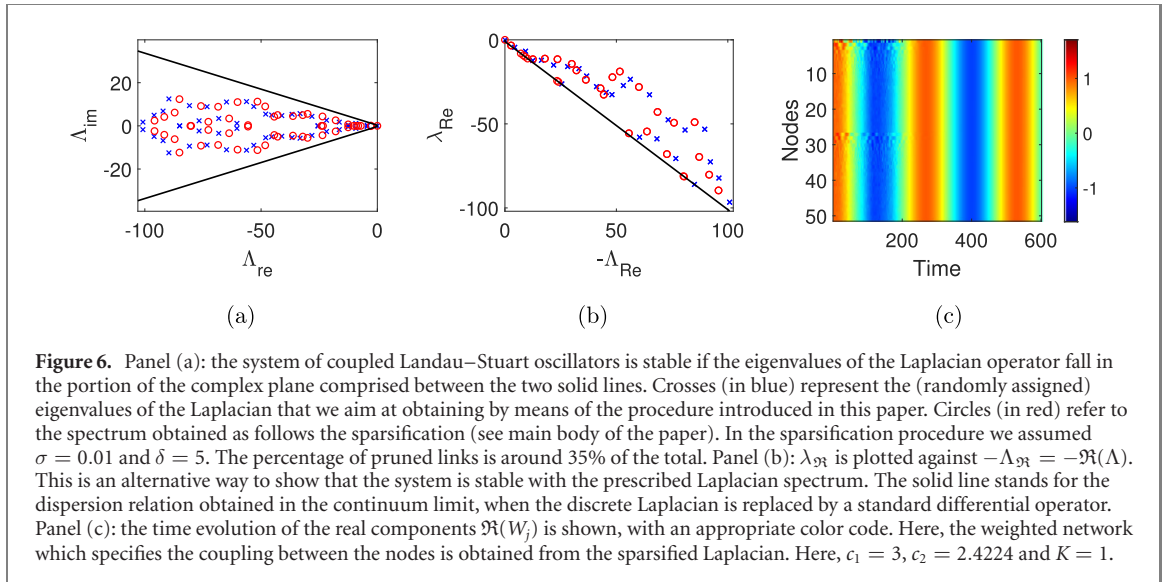 20
0
-20
Λim
-100
-50
0
Λre
(a)
0
-50
-100
λRe
0
50
100
-ΛRe
(b)
10
20
30
40
50
Nodes
200
400
600
Time
1
0
-1
(c)
Figure 6. Panel (a): the system of coupled Landau–Stuart oscillators is stable if the eigenvalues of the Laplacian operator fall in
the portion of the complex plane comprised between the two solid lines. Crosses (in blue) represent the (randomly assigned)
eigenvalues of the Laplacian that we aim at obtaining by means of the procedure introduced in this paper. Circles (in red) refer to
the spectrum obtained as follows the sparsification (see main body of the paper). In the sparsification procedure we assumed
σ = 0.01 and δ = 5. The percentage of pruned links is around 35% of the total. Panel (b): λℜ is plotted against −Λℜ = −ℜ(Λ).
This is an alternative way to show that the system is stable with the prescribed Laplacian spectrum. The solid line stands for the
dispersion relation obtained in the continuum limit, when the discrete Laplacian is replaced by a standard differential operator.
Panel (c): the time evolution of the real components ℜ(Wj) is shown, with an appropriate color code. Here, the weighted network
which specifies the coupling between the nodes is obtained from the sparsified Laplacian. Here, c1 = 3, c2 = 2.4224 and K = 1.